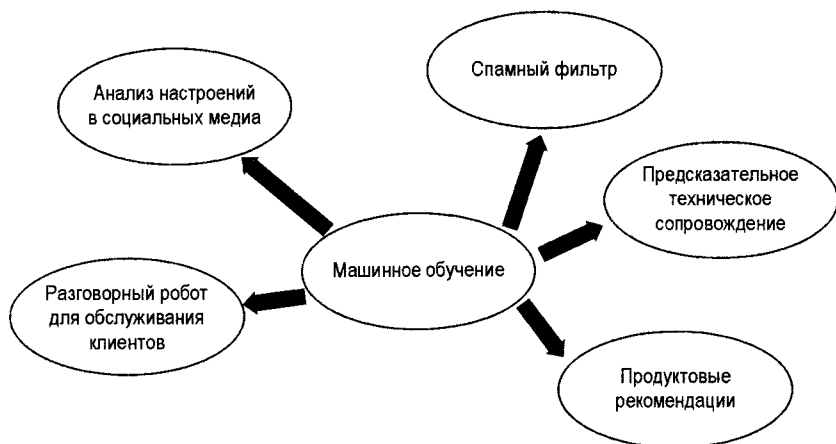 Анализ настроений
в социальных медиа
Спамный фильтр
Предсказательное
техническое
сопровождение
Машинное обучение
Разговорный робот
для обслуживания
клиентов
Продуктовые
рекомендации